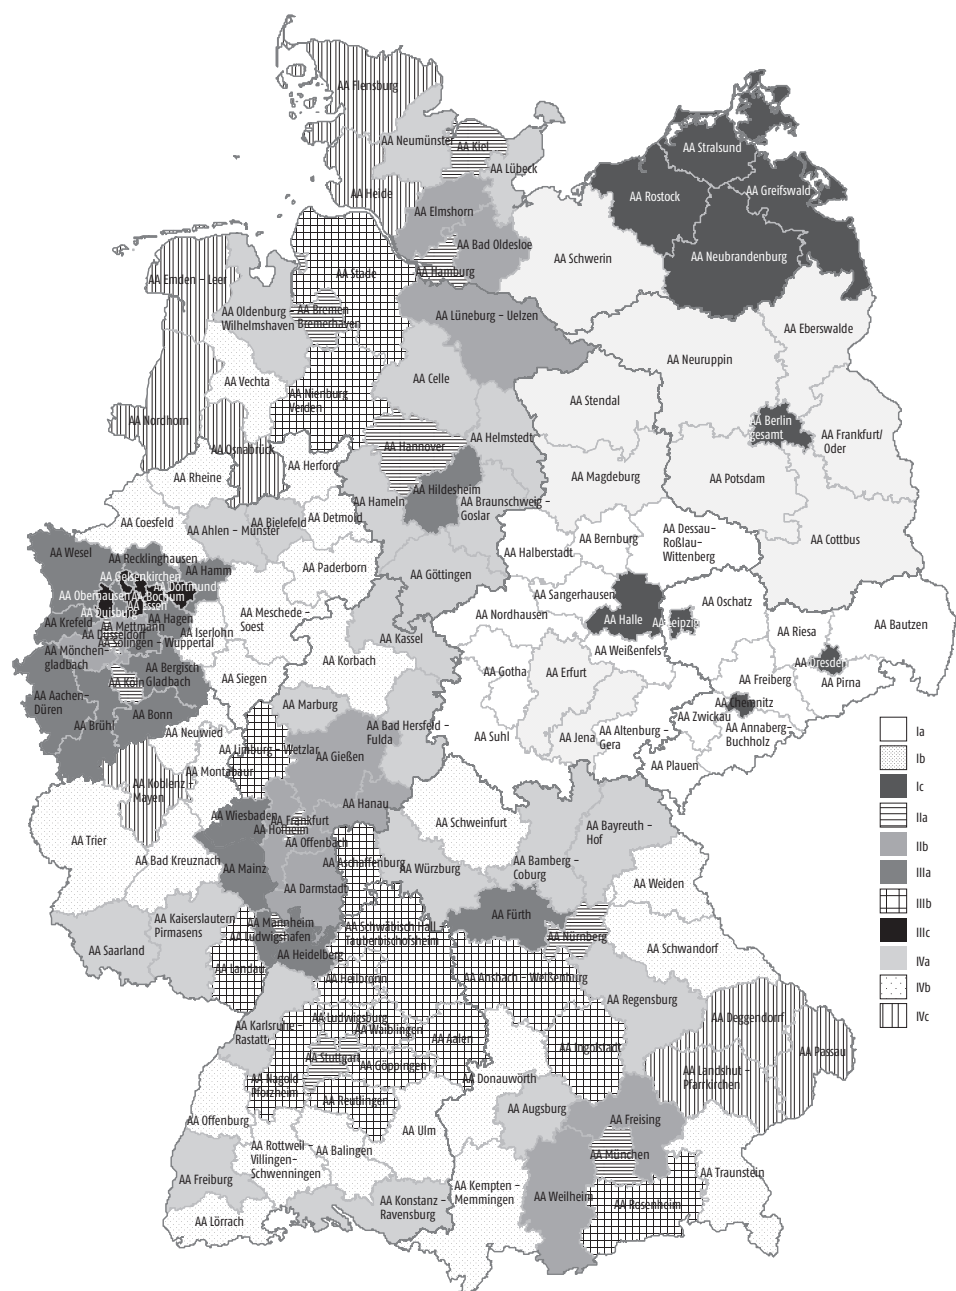 AA Flensburg
AA Neumünster
AA Kiel
AA Lübeck
AA Stralsund
AA Heide
AA Rostock
AA Greifswald
AA Elmshorn
AA Bad Oldesloe
AA Schwerin
AA Neubrandenburg
AA Hamburg
AA Stade
AA Emden – Leer
AA Oldenburg
Wilhelmshaven
AA Bremen
Bremerhaven
AA Lüneburg – Uelzen
AA Eberswalde
AA Neuruppin
AA Vechta
AA Celle
AA Nienburg
Verden
AA Stendal
AA Nordhorn
AA Berlin
gesamt
AA Frankfurt/
Oder
AA Osnabrück
AA Hannover
AA Helmstedt
AA Herford
AA Rheine
AA Magdeburg
AA Potsdam
AA Hameln
AA Hildesheim
AA Braunschweig –
Goslar
AA Coesfeld
AA Ahlen – Münster
AA Bielefeld
AA Detmold
AA Bernburg
AA Dessau–
Roßlau–
Wittenberg
AA Cottbus
AA Halberstadt
AA Wesel
AA Recklinghausen
AA Hamm
AA Paderborn
AA Göttingen
AA Gelsenkirchen
AA Dortmund
AA Oberhausen
AA Bochum
AA Essen
AA Duisburg
AA Sangerhausen
AA Oschatz
AA Nordhausen
AA Halle
AA Leipzig
AA Krefeld
AA Mettmann
AA Hagen
AA Düsseldorf
AA Iserlohn
AA Solingen – Wuppertal
AA Meschede –
Soest
AA Kassel
AA Riesa
AA Bautzen
AA Mönchen–
gladbach
AA Weißenfels
AA Korbach
AA Bergisch
Gladbach
AA Köln
AA Siegen
AA Gotha
AA Erfurt
AA Dresden
AA Freiberg
AA Pirna
AA Aachen–
Düren
AA Brühl
AA Bonn
AA Marburg
AA Chemnitz
AA Zwickau
AA Annaberg–
Buchholz
AA Neuwied
AA Bad Hersfeld –
Fulda
AA Suhl
AA Jena
AA Altenburg –
Gera
AA Limburg – Wetzlar
AA Gießen
AA Plauen
AA Montabaur
AA Koblenz –
Mayen
AA Hanau
AA Wiesbaden
AA Frankfurt
AA Hofheim
AA Offenbach
AA Schweinfurt
AA Bayreuth –
Hof
AA Trier
AA Bad Kreuznach
AA Mainz
AA Aschaffenburg
AA Würzburg
AA Bamberg –
Coburg
AA Darmstadt
AA Weiden
AA Kaiserslautern
Pirmasens
AA Mannheim
AA Ludwigshafen
AA Schwäbisch Hall –
Tauberbischofsheim
AA Fürth
AA Nürnberg
AA Saarland
AA Heidelberg
AA Schwandorf
AA Landau
AA Heilbronn
AA Ansbach – Weißenburg
AA Regensburg
AA Karlsruhe –
Rastatt
AA Ludwigsburg
AA Waiblingen
AA Aalen
AA Deggendorf
AA Ingolstadt
AA Passau
AA Stuttgart
AA Göppingen
AA Landshut –
Pfarrkirchen
AA Nagold
Pforzheim
AA Donauwörth
AA Reutlingen
AA Augsburg
AA Freising
AA Offenburg
AA Ulm
AA Rottweil –
Villingen–
Schwenningen
AA Balingen
AA München
AA Traunstein
AA Freiburg
AA Konstanz –
Ravensburg
AA Kempten –
Memmingen
AA Weilheim
AA Rosenheim
AA Lörrach
Ia
Ib
Ic
IIa
IIb
IIIa
IIIb
IIIc
IVa
IVb
IVc